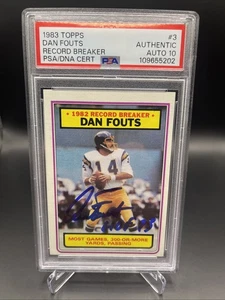 1983 TOPPS #3
DAN FOUTS AUTHENTIC
RECORD BREAKER AUTO 10
PSA/DNA CERT PSA 109655202
1982 RECORD BREAKER
DAN FOUTS
14
MOST GAMES, 300-OR-MORE
YARDS, PASSING